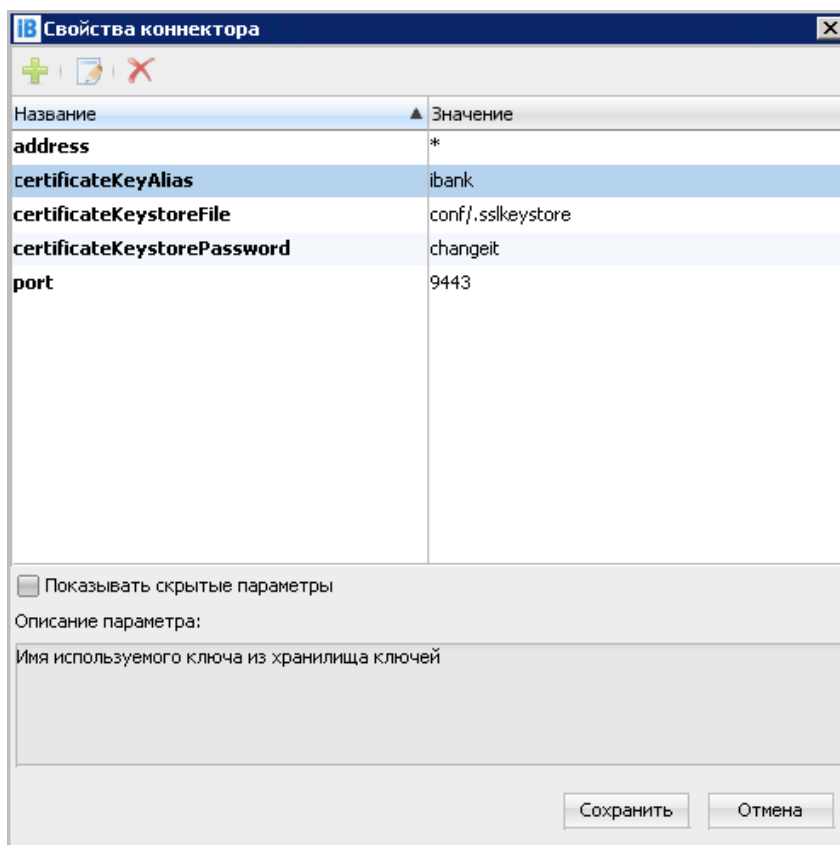 iB Свойства коннектора
Название Значение
address *
certificateKeyAlias ibank
certificateKeystoreFile conf/.sslkeystore
certificateKeystorePassword changeit
port 9443
Показывать скрытые параметры
Описание параметра:
Имя используемого ключа из хранилища ключей
Сохранить Отмена